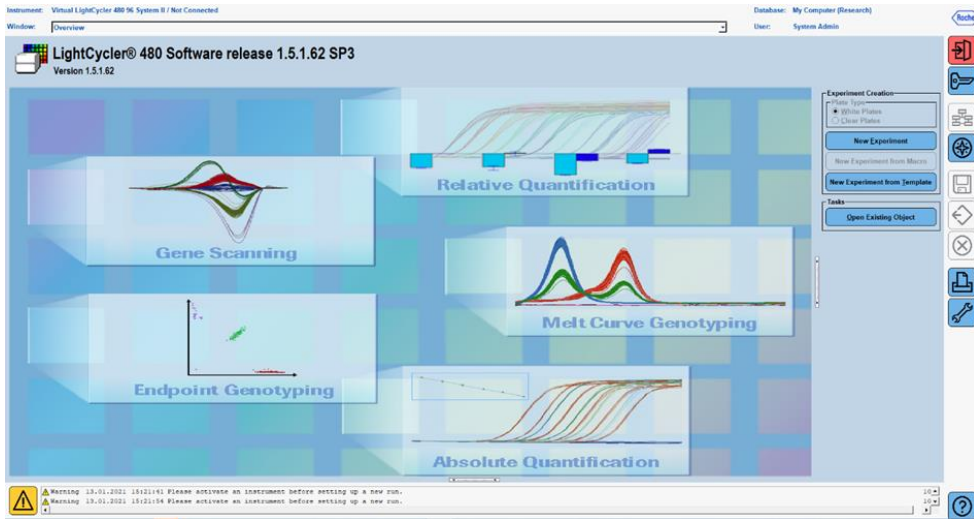 Instrument: Virtual LightCycler 480 96 System II / Not Connected
Database: My Computer (Research)
Window: Overview
User: System Admin
Roche
LightCycler® 480 Software release 1.5.1.62 SP3
Version 1.5.1.62
Experiment Creation
Plate Type
White Plates
Clear Plates
New Experiment
New Experiment from Macro
New Experiment from Template
Tasks
Open Existing Object
Relative Quantification
Gene Scanning
Melt Curve Genotyping
Endpoint Genotyping
Absolute Quantification
Warning 13.01.2021 15:21:41 Please activate an instrument before setting up a new run.
Warning 13.01.2021 15:21:54 Please activate an instrument before setting up a new run.